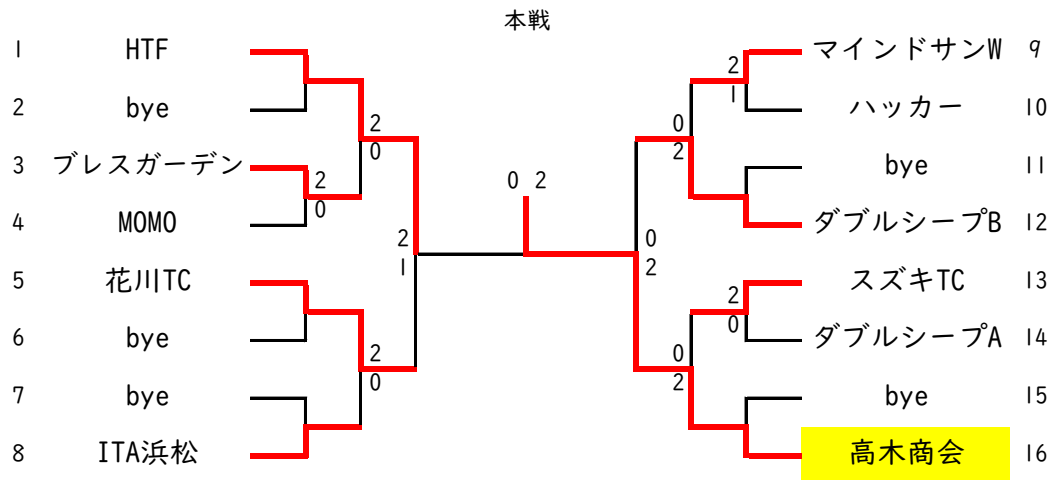 本戦
1 HTF
2 bye
3 ブレスガーデン
4 MOMO
5 花川TC
6 bye
7 bye
8 ITA浜松
2
0
2
0
2
1
2
0
0 2
マインドサンW 9
ハッカー 10
bye 11
ダブルシープB 12
スズキTC 13
ダブルシープA 14
bye 15
高木商会 16
2
1
0
2
0
2
2
0
0
2